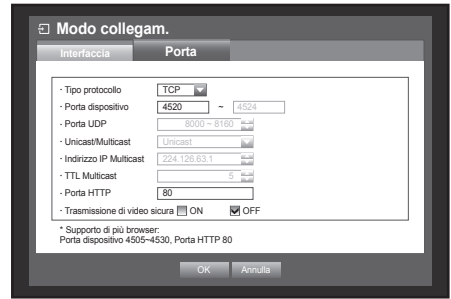 Modo collegam.
Interfaccia Porta
· Tipo protocollo TCP
· Porta dispositivo 4520 ~ 4524
· Porta UDP 8000 ~ 8160
· Unicast/Multicast Unicast
· Indirizzo IP Multicast 224.126.63.1
· TTL Multicast 5
· Porta HTTP 80
· Trasmissione di video sicura ON OFF
* Supporto di più browser:
Porta dispositivo 4505~4530, Porta HTTP 80
OK Annulla